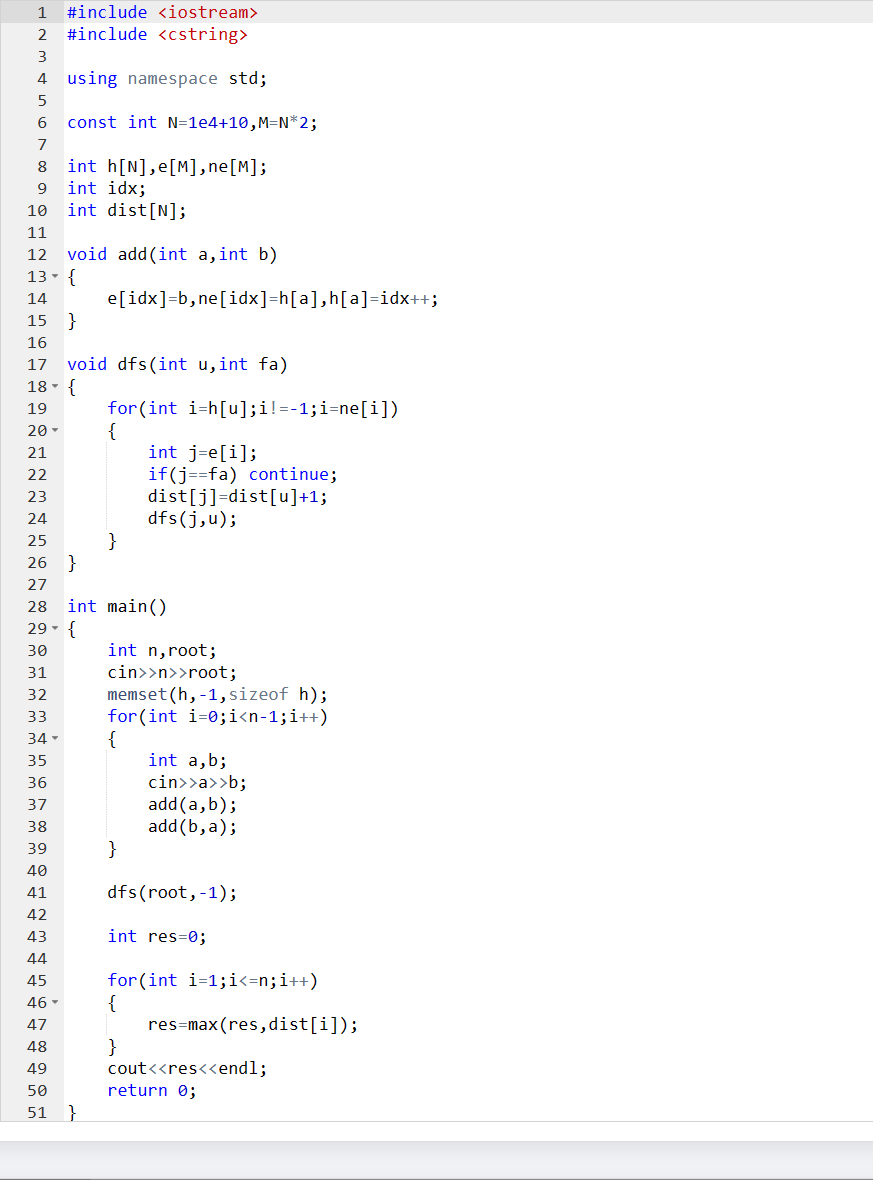 1 #include <iostream>
2 #include <cstring>
3
4 using namespace std;
5
6 const int N=1e4+10,M=N*2;
7
8 int h[N],e[M],ne[M];
9 int idx;
10 int dist[N];
11
12 void add(int a,int b)
13 {
14     e[idx]=b,ne[idx]=h[a],h[a]=idx++;
15 }
16
17 void dfs(int u,int fa)
18 {
19     for(int i=h[u];i!=-1;i=ne[i])
20     {
21         int j=e[i];
22         if(j==fa) continue;
23         dist[j]=dist[u]+1;
24         dfs(j,u);
25     }
26 }
27
28 int main()
29 {
30     int n,root;
31     cin>>n>>root;
32     memset(h,-1,sizeof h);
33     for(int i=0;i<n-1;i++)
34     {
35         int a,b;
36         cin>>a>>b;
37         add(a,b);
38         add(b,a);
39     }
40
41     dfs(root,-1);
42
43     int res=0;
44
45     for(int i=1;i<=n;i++)
46     {
47         res=max(res,dist[i]);
48     }
49     cout<<res<<endl;
50     return 0;
51 }